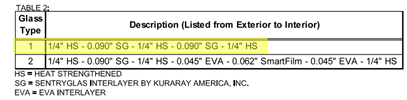 TABLE 2:
Glass Type Description (Listed from Exterior to Interior)
1 1/4" HS - 0.090" SG - 1/4" HS - 0.090" SG - 1/4" HS
2 1/4" HS - 0.090" SG - 1/4" HS - 0.045" EVA - 0.062" SmartFilm - 0.045" EVA - 1/4" HS
HS = HEAT STRENGTHENED
SG = SENTRYGLAS INTERLAYER BY KURARAY AMERICA, INC.
EVA = EVA INTERLAYER